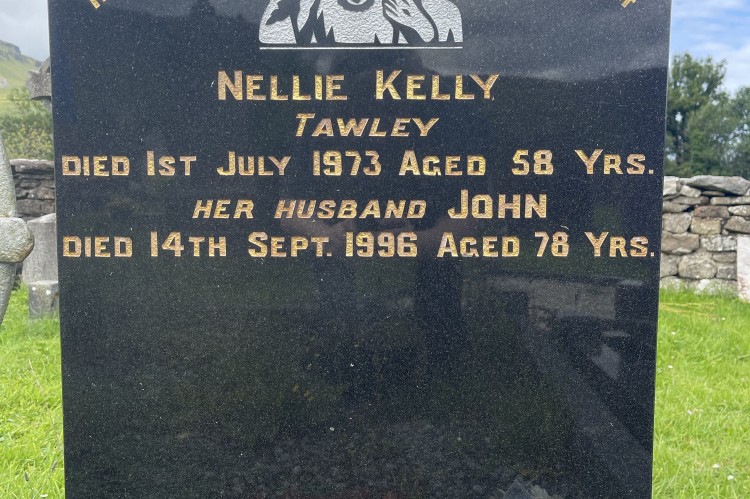 NELLIE KELLY
TAWLEY
DIED 1ST JULY 1973 AGED 58 YRS.
HER HUSBAND JOHN
DIED 14TH SEPT. 1996 AGED 78 YRS.